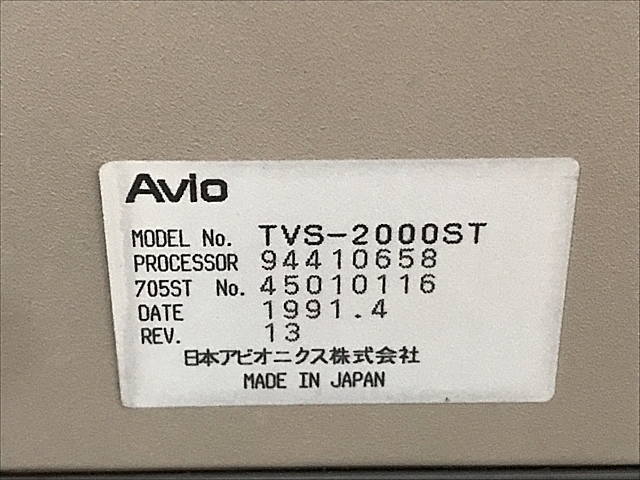 Avio
MODEL No. TVS-2000ST
PROCESSOR 94410658
705ST No. 45010116
DATE 1991.4
REV. 13
日本アビオニクス株式会社
MADE IN JAPAN